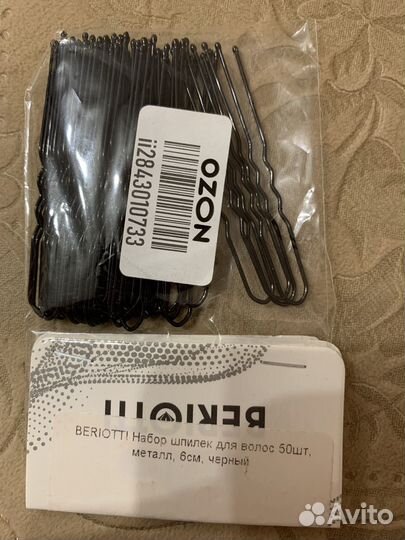 OZON
ii2843010733
BERIOTTI
BERIOTTI Набор шпилек для волос 50шт,
металл, 6см, черный
Avito